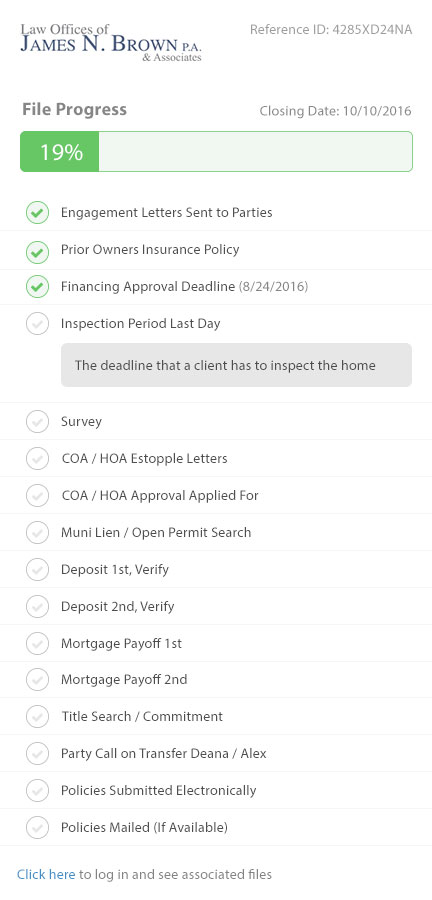 Law Offices of
JAMES N. BROWN P.A.
& Associates
Reference ID: 4285XD24NA
File Progress
Closing Date: 10/10/2016
19%
Engagement Letters Sent to Parties
Prior Owners Insurance Policy
Financing Approval Deadline (8/24/2016)
Inspection Period Last Day
The deadline that a client has to inspect the home
Survey
COA / HOA Estopple Letters
COA / HOA Approval Applied For
Muni Lien / Open Permit Search
Deposit 1st, Verify
Deposit 2nd, Verify
Mortgage Payoff 1st
Mortgage Payoff 2nd
Title Search / Commitment
Party Call on Transfer Deana / Alex
Policies Submitted Electronically
Policies Mailed (If Available)
Click here to log in and see associated files